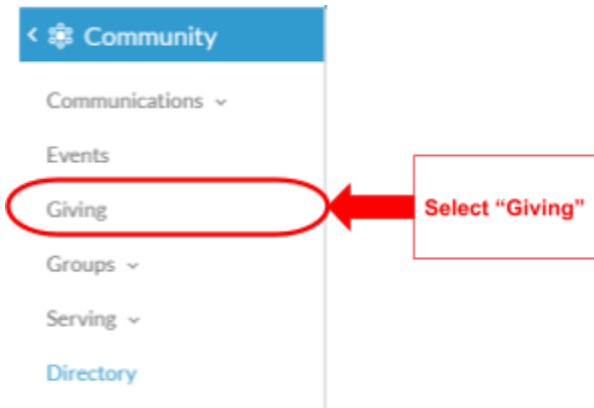 Community
Communications
Events
Giving
Select “Giving”
Groups
Serving
Directory